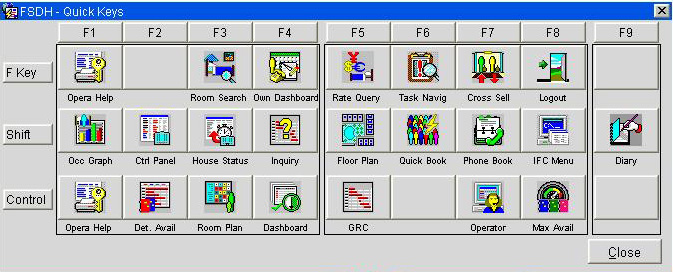 FSDH - Quick Keys
F1 F2 F3 F4 F5 F6 F7 F8 F9
F Key
Opera Help Room Search Own Dashboard Rate Query Task Navig Cross Sell Logout
Shift
Occ Graph Ctrl Panel House Status Inquiry Floor Plan Quick Book Phone Book IFC Menu Diary
Control
Opera Help Det. Avail Room Plan Dashboard GRC Operator Max Avail
Close